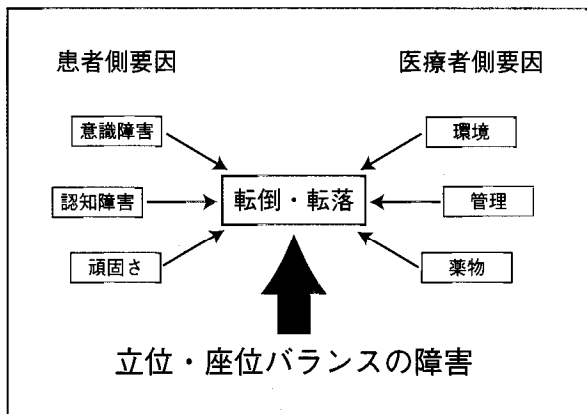 患者側要因
医療者側要因
意識障害
環境
認知障害
転倒・転落
管理
頑固さ
薬物
立位・座位バランスの障害